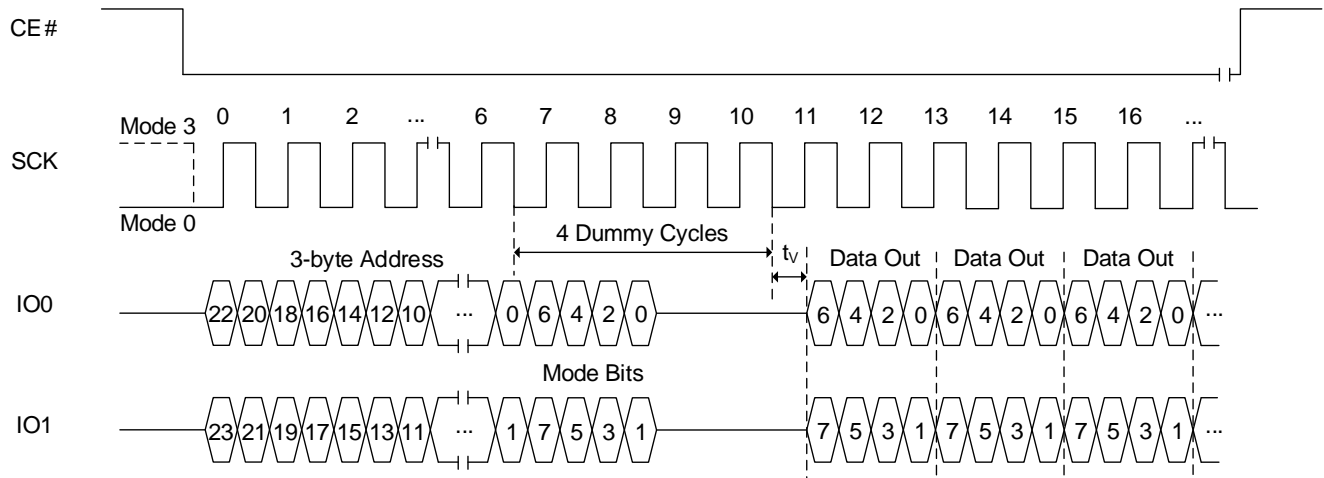 CE#
0 1 2 ... 6 7 8 9 10 11 12 13 14 15 16 ...
Mode 3
SCK
Mode 0
4 Dummy Cycles
3-byte Address
tV
Data Out Data Out Data Out
IO0
22 20 18 16 14 12 10 ... 0 6 4 2 0 6 4 2 0 6 4 2 0 6 4 2 0 ...
Mode Bits
IO1
23 21 19 17 15 13 11 ... 1 7 5 3 1 7 5 3 1 7 5 3 1 7 5 3 1 ...